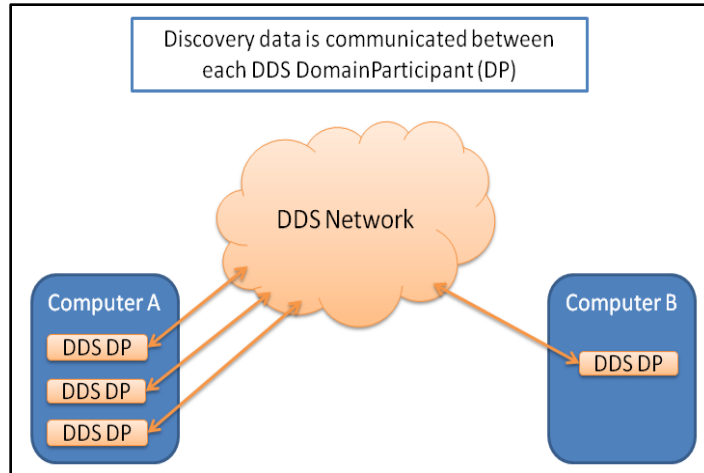 Discovery data is communicated between
each DDS DomainParticipant (DP)
DDS Network
Computer A
DDS DP
DDS DP
DDS DP
Computer B
DDS DP